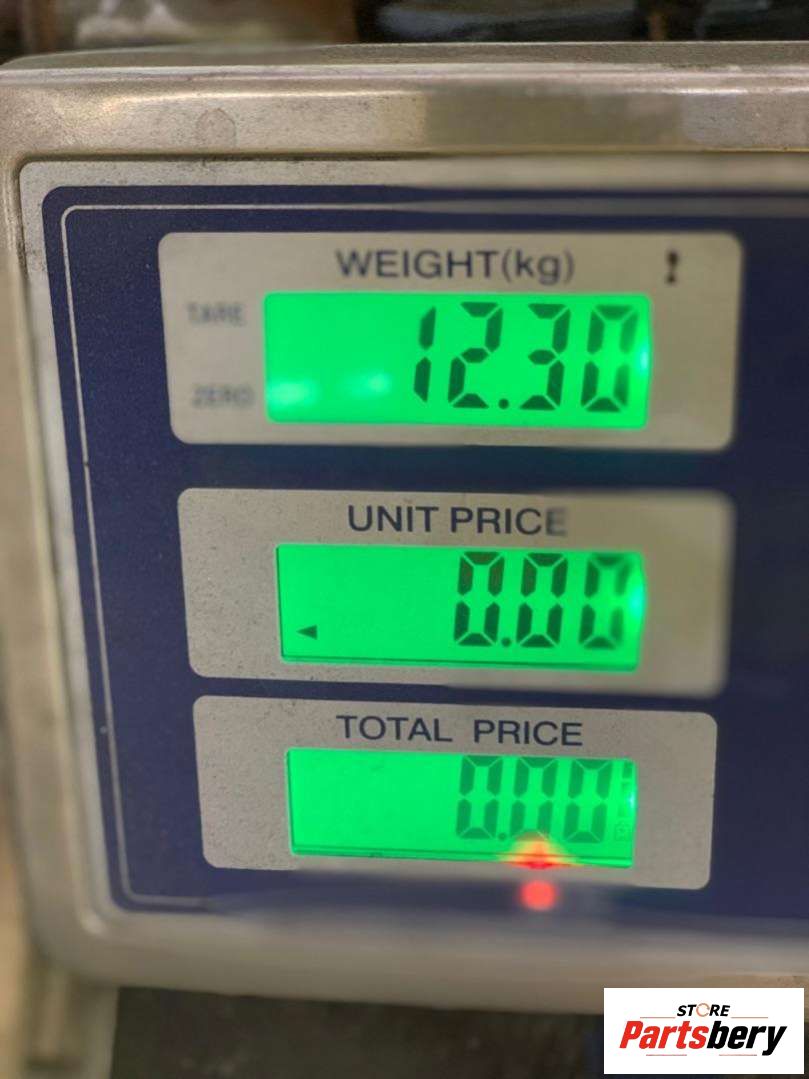 WEIGHT(kg)
TARE
12.30
ZERO
UNIT PRICE
0.00
TOTAL PRICE
0.00
STORE
Partsbery